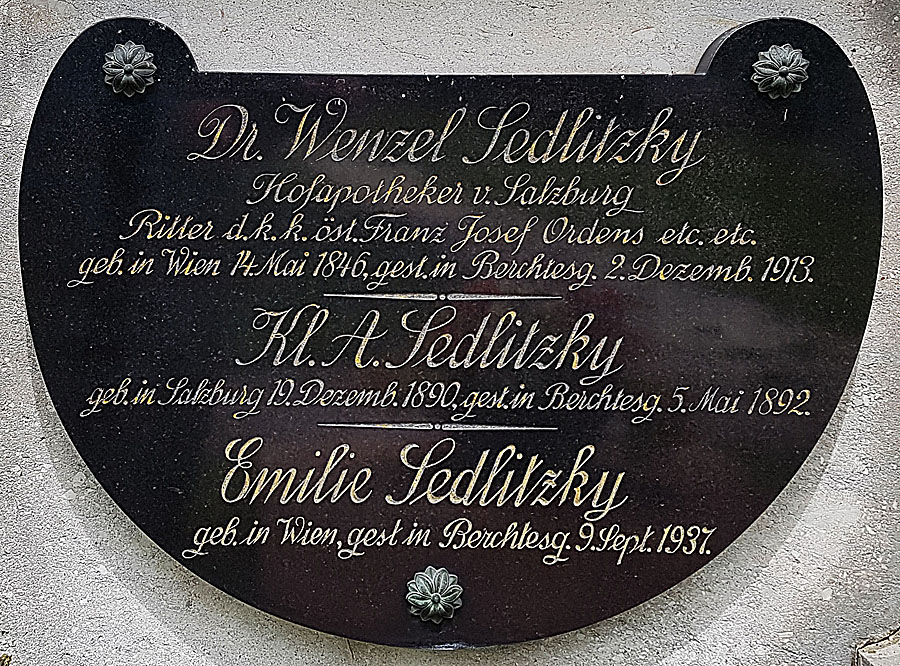 Dr. Wenzel Sedlitzky
Hofapotheker v. Salzburg
Ritter d. k. k. öst. Franz Josef Ordens etc. etc.
geb. in Wien 14. Mai 1846, gest. in Berchtesg. 2. Dezemb. 1913.
Kl. A. Sedlitzky
geb. in Salzburg 19. Dezemb. 1890, gest. in Berchtesg. 5. Mai 1892.
Emilie Sedlitzky
geb. in Wien, gest in Berchtesg. 9. Sept. 1937.